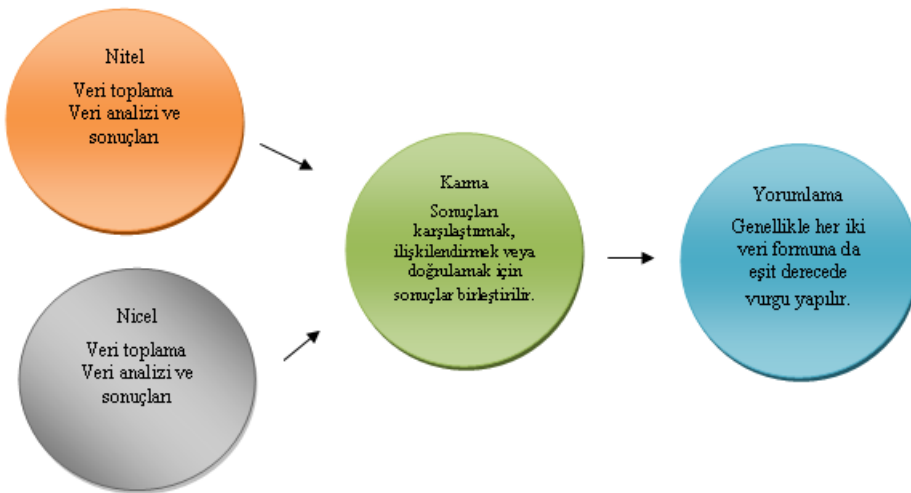 Nitel
Veri toplama
Veri analizi ve
sonuçları
Nicel
Veri toplama
Veri analizi ve
sonuçları
Karma
Sonuçları
karşılaştırmak,
ilişkilendirmek veya
doğrulamak için
sonuçlar birleştirilir.
Yorumlama
Genellikle her iki
veri formuna da
eşit derecede
vurgu yapılır.